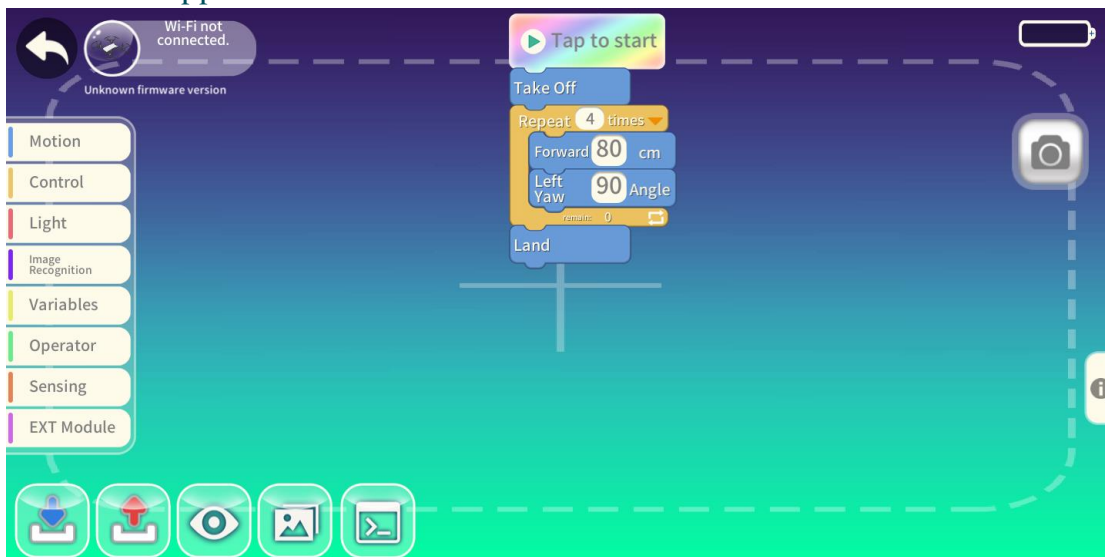 Wi-Fi not
connected.
Unknown firmware version
Tap to start
Take Off
Repeat 4 times
Forward 80 cm
Left Yaw 90 Angle
remain: 0
Land
Motion
Control
Light
Image
Recognition
Variables
Operator
Sensing
EXT Module